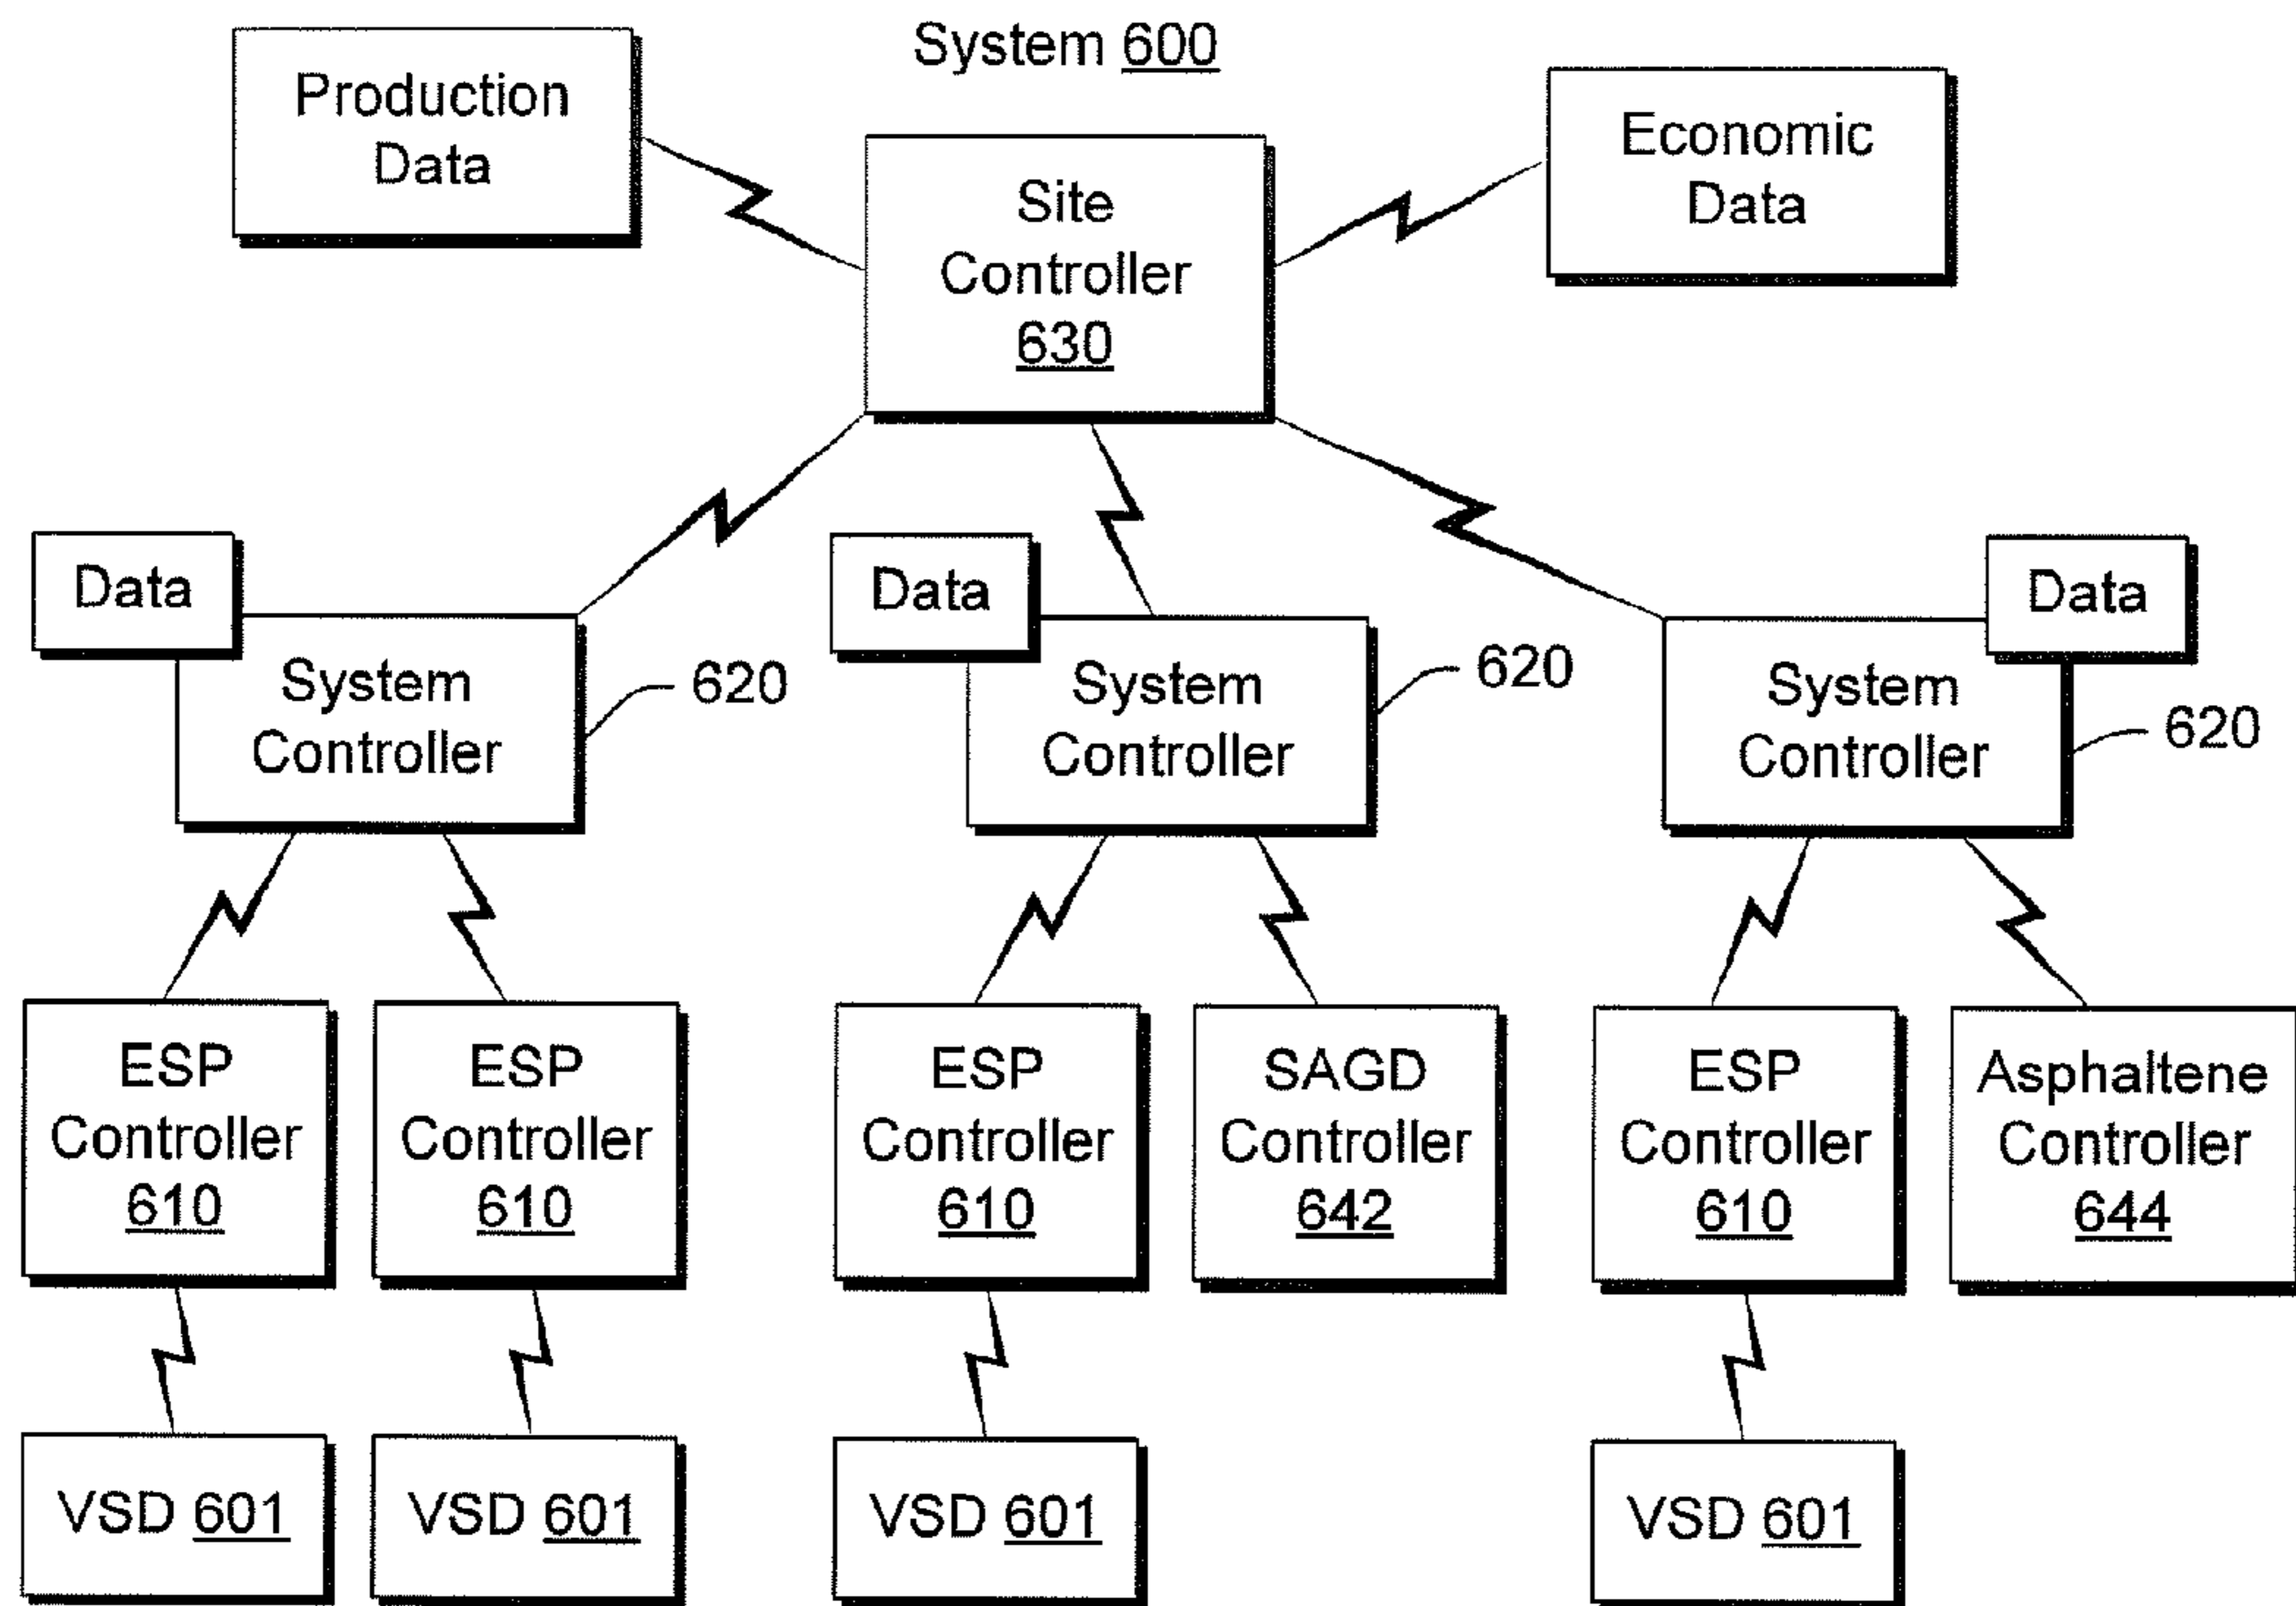 System 600
Production
Data
Economic
Data
Site
Controller
630
Data
System
Controller
620
Data
System
Controller
620
Data
System
Controller
620
ESP
Controller
610
ESP
Controller
610
ESP
Controller
610
SAGD
Controller
642
ESP
Controller
610
Asphaltene
Controller
644
VSD 601
VSD 601
VSD 601
VSD 601